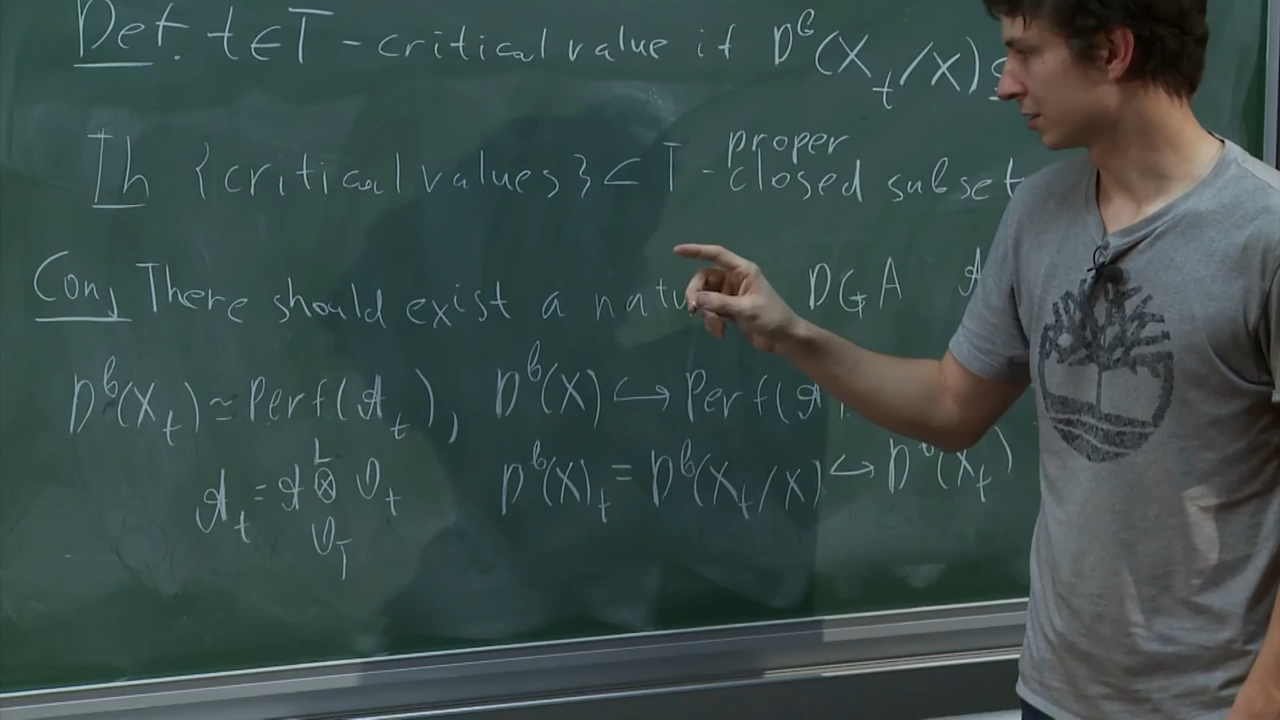 Def. t ∈ T - critical value if D^b(X_t/X)
Th {critical values} ⊂ T - proper closed subset
Conj There should exist a DGA
D^b(X_t) ≃ Perf(𝒜_t), D^b(X) ↪ Perf(𝒜
𝒜_t = 𝒜 ⊗^L_{O_T} O_t
D^b(X)_t = D^b(X_t/X) ↪ D^b(X_t)